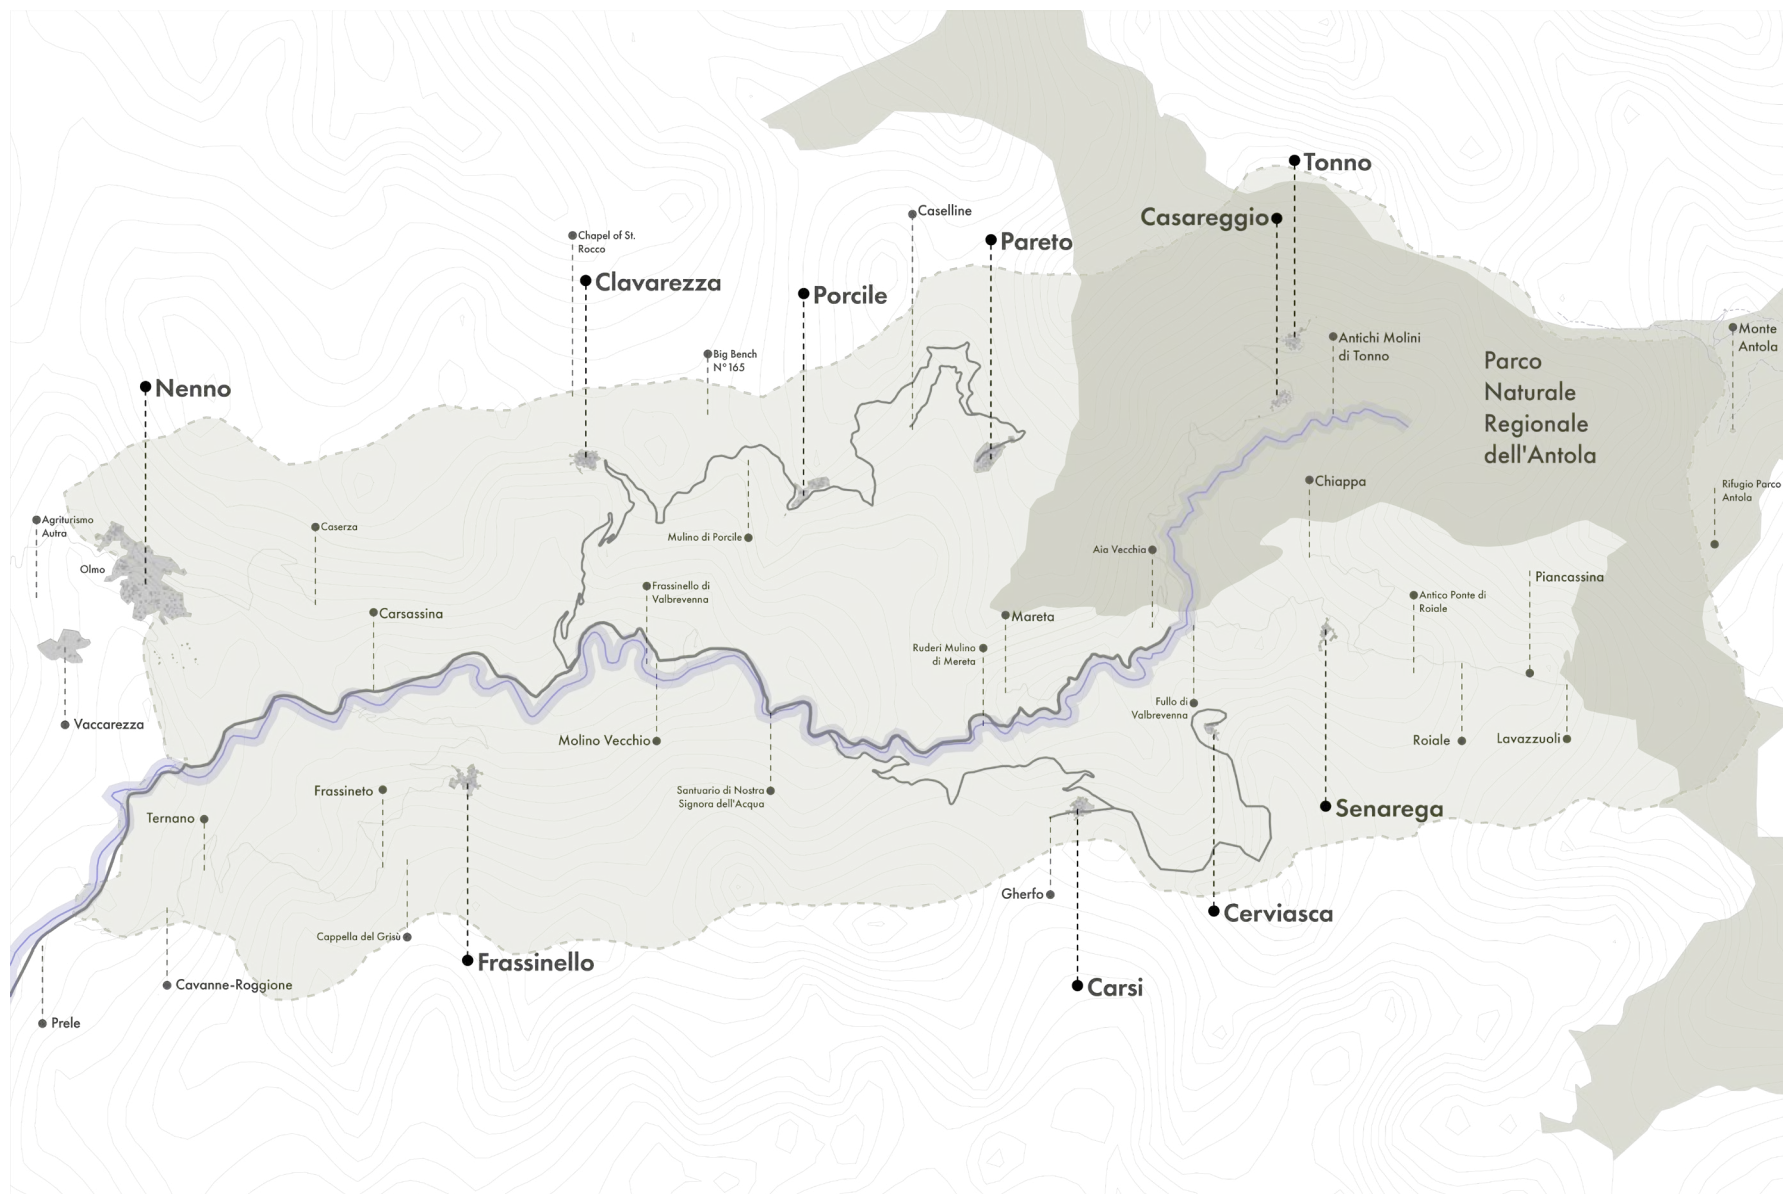 Tonno
Casareggio
Caselline
Chapel of St.
Rocco
Pareto
Clavarezza
Porcile
Antichi Molini
di Tonno
Monte
Antola
Big Bench
N°165
Parco
Naturale
Regionale
dell'Antola
Nenno
Chiappa
Rifugio Parco
Antola
Agriturismo
Autra
Caserza
Mulino di Porcile
Aia Vecchia
Olmo
Piancassina
Frassinello di
Valbrevenna
Antico Ponte di
Roiale
Carsassina
Mareta
Ruderi Mulino
di Mereta
Fullo di
Valbrevenna
Vaccarezza
Molino Vecchio
Roiale
Lavazzuoli
Frassineto
Santuario di Nostra
Signora dell'Acqua
Ternano
Senarega
Gherfo
Cerviasca
Cappella del Grisù
Frassinello
Cavanne-Roggione
Carsi
Prele